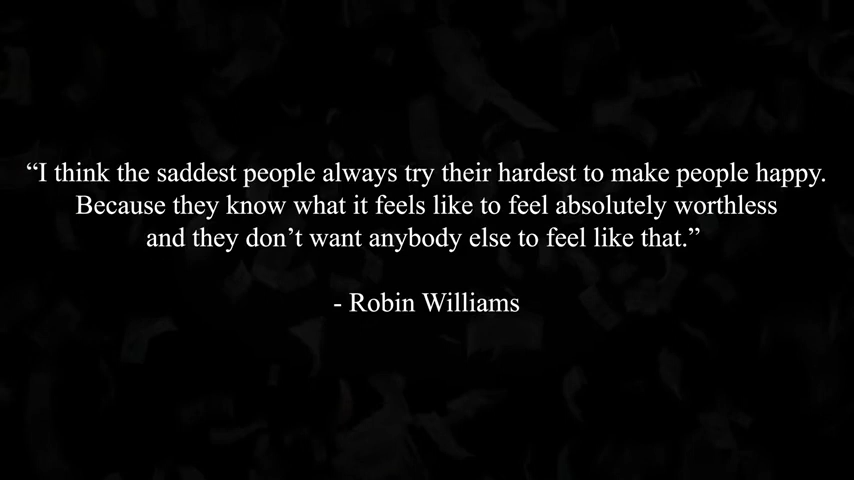 “I think the saddest people always try their hardest to make people happy.
Because they know what it feels like to feel absolutely worthless
and they don’t want anybody else to feel like that.”
- Robin Williams